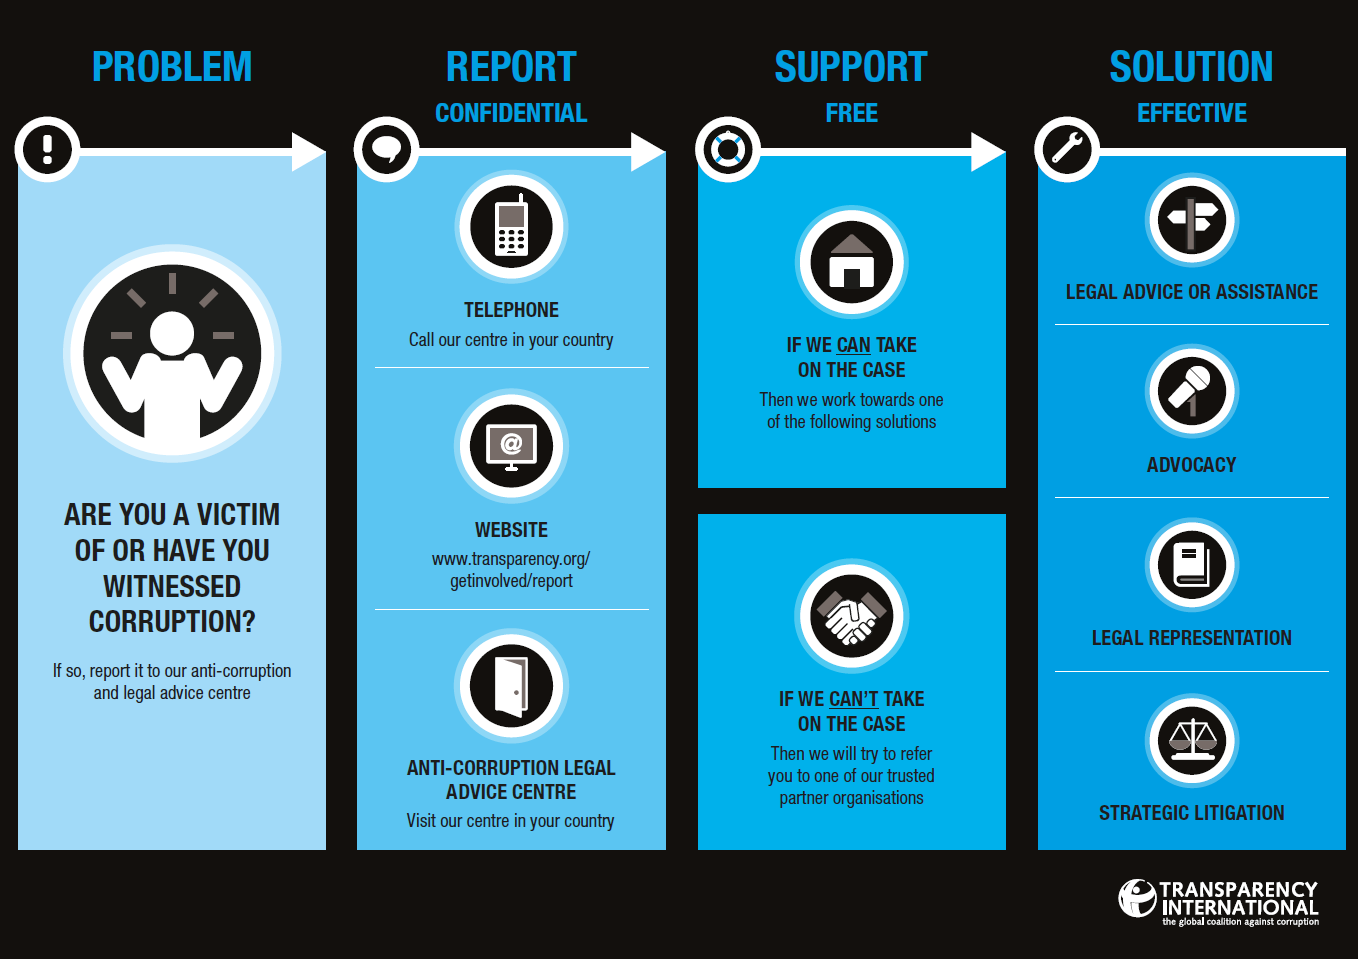 PROBLEM
ARE YOU A VICTIM
OF OR HAVE YOU
WITNESSED
CORRUPTION?
If so, report it to our anti-corruption
and legal advice centre
REPORT
CONFIDENTIAL
TELEPHONE
Call our centre in your country
@
WEBSITE
www.transparency.org/
getinvolved/report
ANTI-CORRUPTION LEGAL
ADVICE CENTRE
Visit our centre in your country
SUPPORT
FREE
IF WE CAN TAKE
ON THE CASE
Then we work towards one
of the following solutions
IF WE CAN'T TAKE
ON THE CASE
Then we will try to refer
you to one of our trusted
partner organisations
SOLUTION
EFFECTIVE
LEGAL ADVICE OR ASSISTANCE
ADVOCACY
LEGAL REPRESENTATION
STRATEGIC LITIGATION
TRANSPARENCY
INTERNATIONAL
the global coalition against corruption